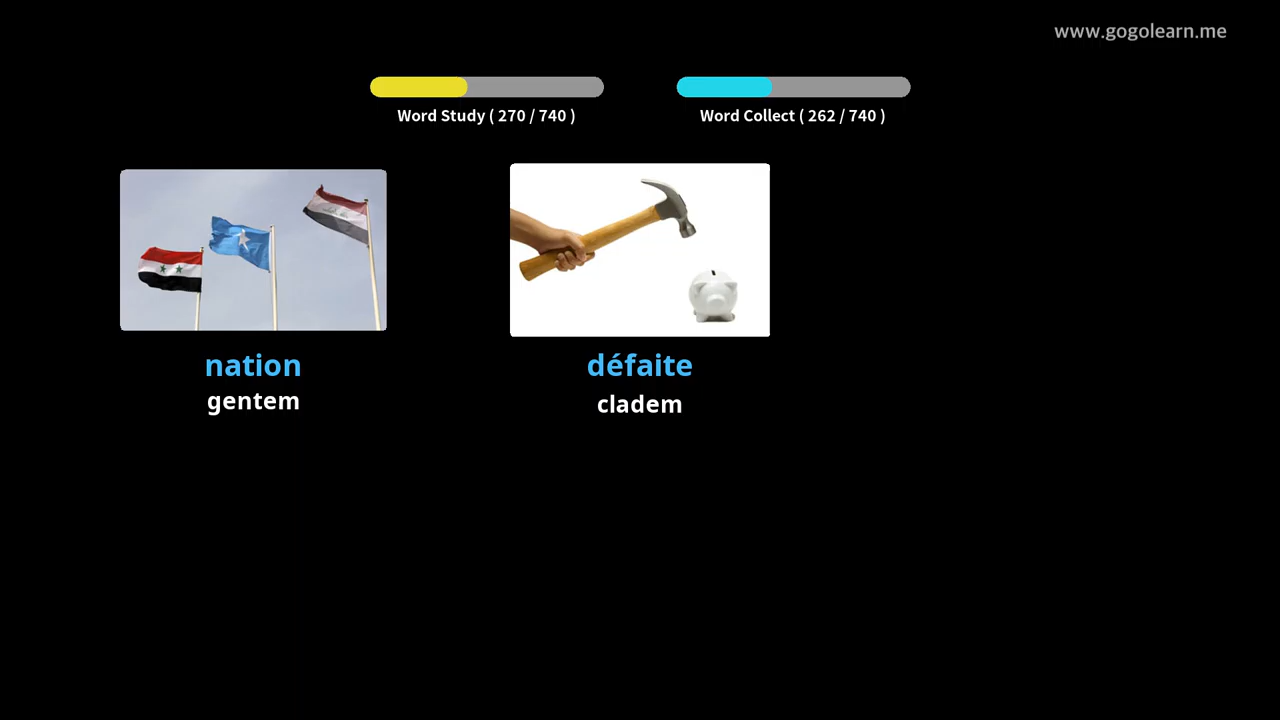 www.gogolearn.me
Word Study ( 270 / 740 )
Word Collect ( 262 / 740 )
nation
gentem
défaite
cladem